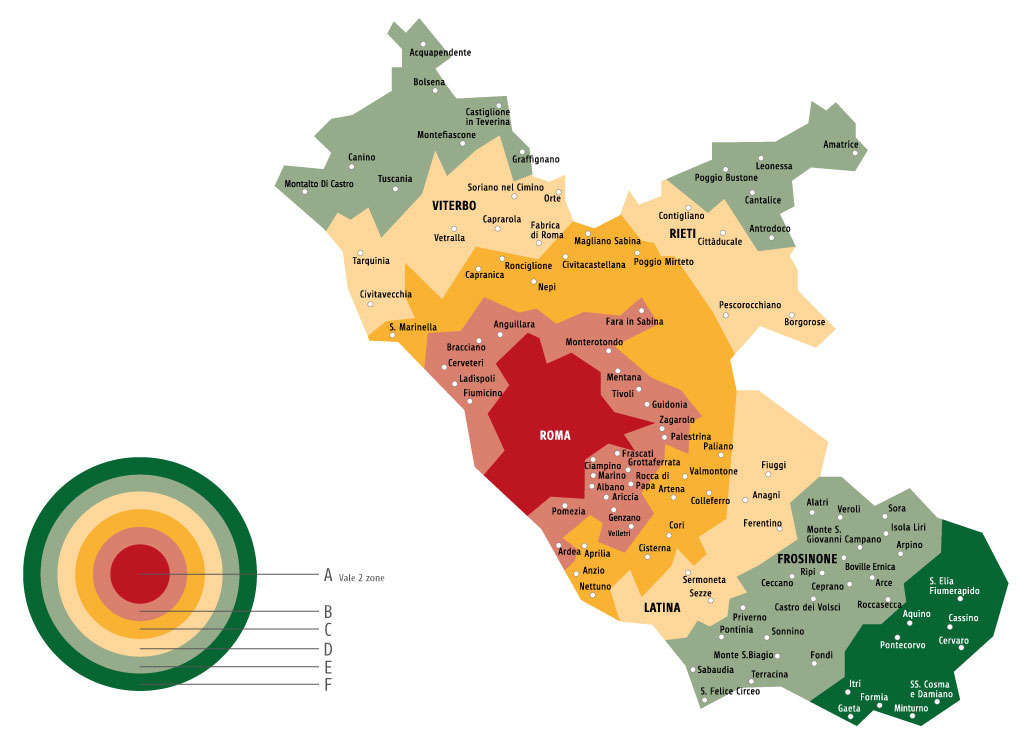 Acquapendente
Bolsena
Castiglione
in Teverina
Montefiascone
Graffignano
Canino
Tuscania
Montalto Di Castro
Amatrice
Leonessa
Poggio Bustone
Cantalice
Antrodoco
Soriano nel Cimino
Orte
VITERBO
Caprarola
Fabrica
di Roma
Vetralla
Contigliano
RIETI
Cittàducale
Magliano Sabina
Poggio Mirteto
Tarquinia
Ronciglione
Civitacastellana
Capranica
Nepi
Civitavecchia
Pescorocchiano
Borgorose
S. Marinella
Anguillara
Fara in Sabina
Bracciano
Monterotondo
Cerveteri
Ladispoli
Fiumicino
Mentana
Tivoli
Guidonia
Zagarolo
ROMA
Palestrina
Paliano
Frascati
Ciampino
Grottaferrata
Marino
Rocca di
Papa
Valmontone
Fiuggi
Albano
Artena
Ariccia
Colleferro
Anagni
Pomezia
Genzano
Velletri
Cori
Ferentino
Alatri
Veroli
Sora
Monte S.
Giovanni Campano
Isola Liri
Arpino
Ardea
Aprilia
Cisterna
FROSINONE
Boville Ernica
Anzio
Nettuno
Sermoneta
Sezze
Ceccano
Ripi
Ceprano
Arce
S. Elia
Fiumerapido
LATINA
Castro dei Volsci
Roccasecca
Priverno
Aquino
Cassino
Pontinia
Sonnino
Pontecorvo
Cervaro
Monte S.Biagio
Fondi
Sabaudia
Terracina
S. Felice Circeo
Itri
Formia
SS. Cosma
e Damiano
Gaeta
Minturno
A Vale 2 zone
B
C
D
E
F